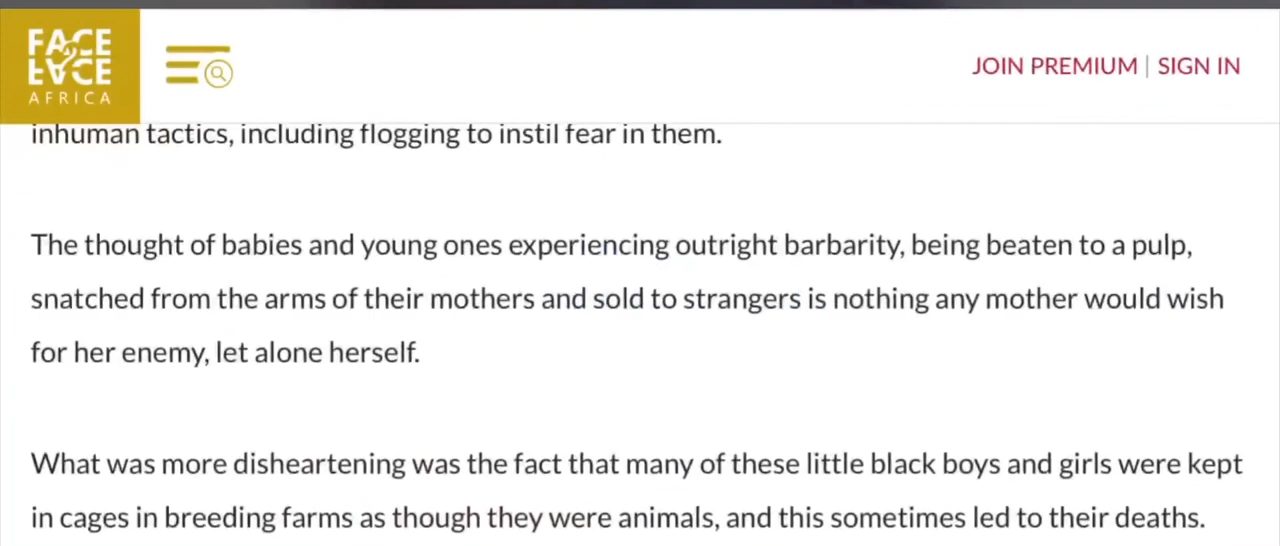 FACE
2
FACE
AFRICA
JOIN PREMIUM | SIGN IN
inhuman tactics, including flogging to instil fear in them.
The thought of babies and young ones experiencing outright barbarity, being beaten to a pulp,
snatched from the arms of their mothers and sold to strangers is nothing any mother would wish
for her enemy, let alone herself.
What was more disheartening was the fact that many of these little black boys and girls were kept
in cages in breeding farms as though they were animals, and this sometimes led to their deaths.